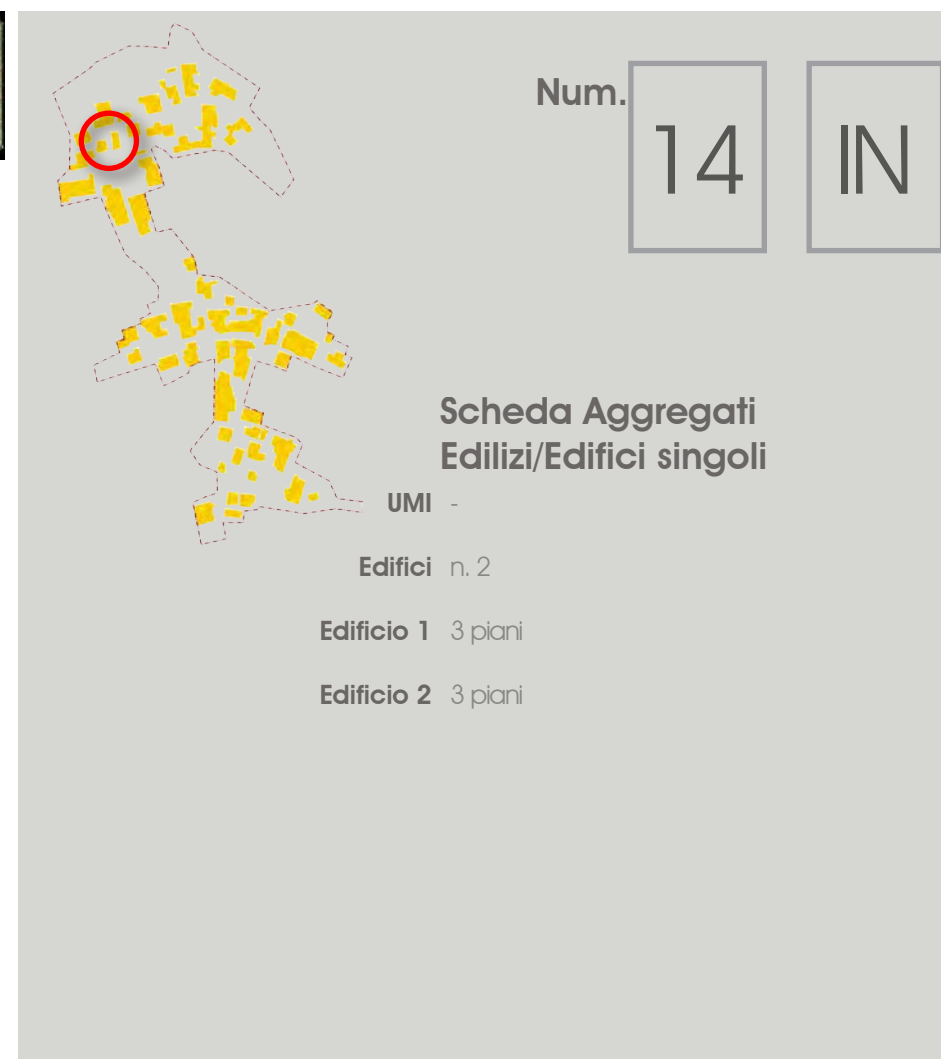 Num.
14
IN
Scheda Aggregati
Edilizi/Edifici singoli
UMI -
Edifici n. 2
Edificio 1 3 piani
Edificio 2 3 piani